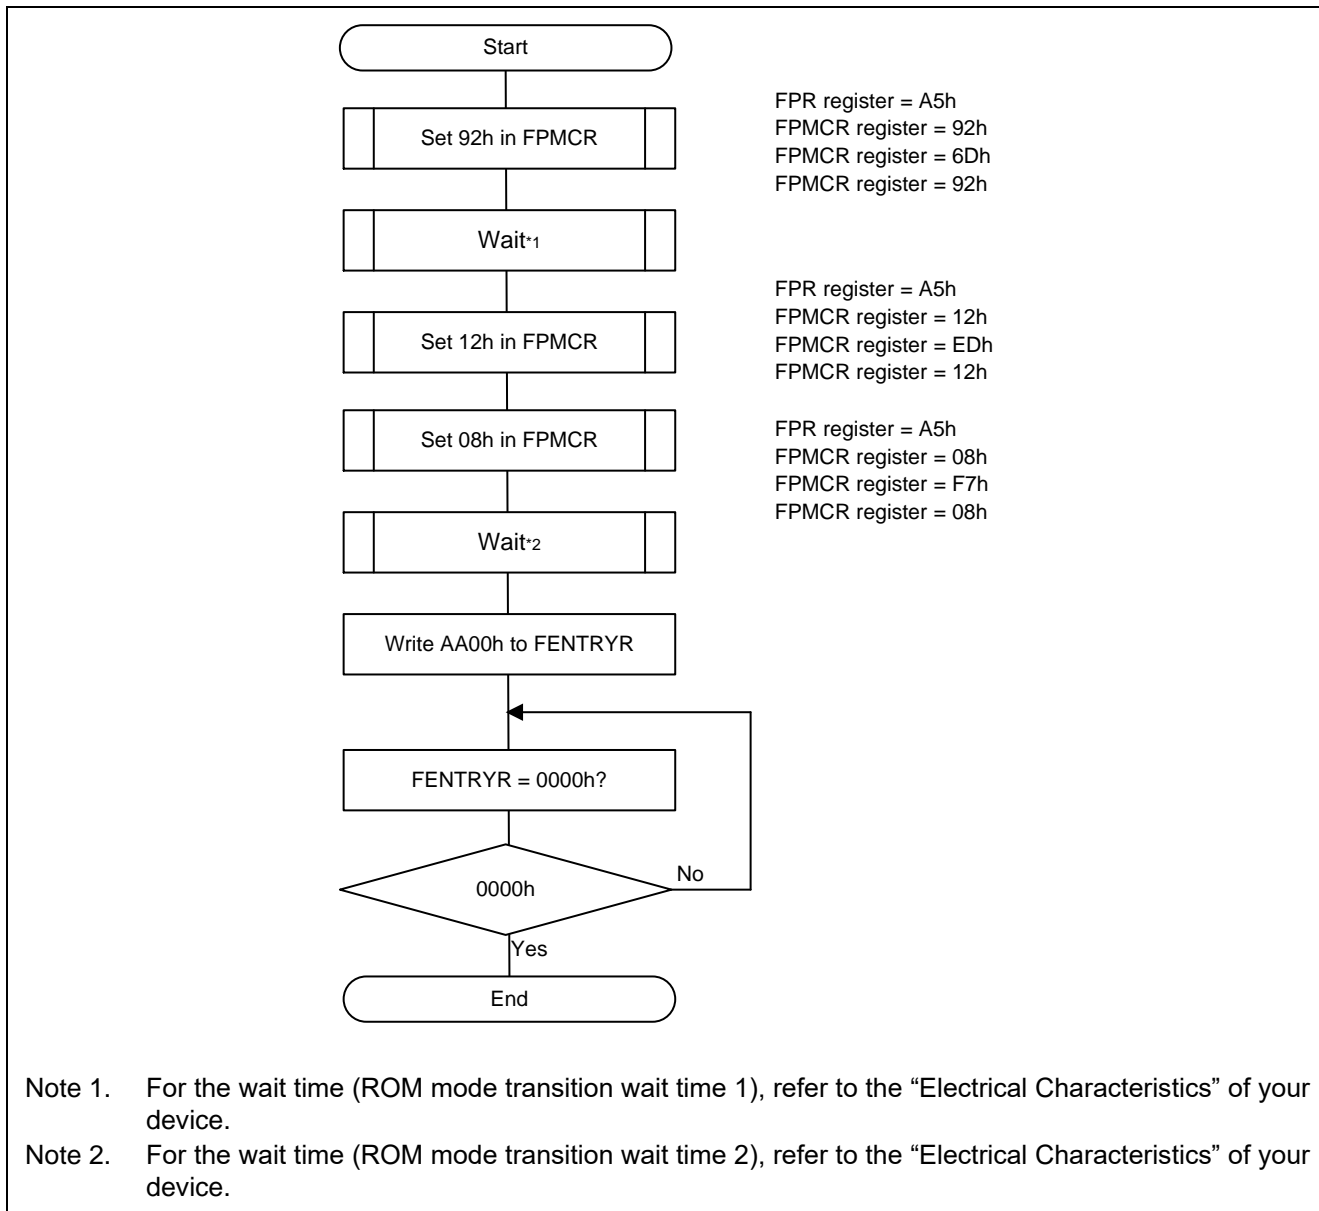 Start
Set 92h in FPMCR
FPR register = A5h
FPMCR register = 92h
FPMCR register = 6Dh
FPMCR register = 92h
Wait*1
Set 12h in FPMCR
FPR register = A5h
FPMCR register = 12h
FPMCR register = EDh
FPMCR register = 12h
Set 08h in FPMCR
FPR register = A5h
FPMCR register = 08h
FPMCR register = F7h
FPMCR register = 08h
Wait*2
Write AA00h to FENTRYR
FENTRYR = 0000h?
0000h
No
Yes
End
Note 1. For the wait time (ROM mode transition wait time 1), refer to the “Electrical Characteristics” of your
device.
Note 2. For the wait time (ROM mode transition wait time 2), refer to the “Electrical Characteristics” of your
device.